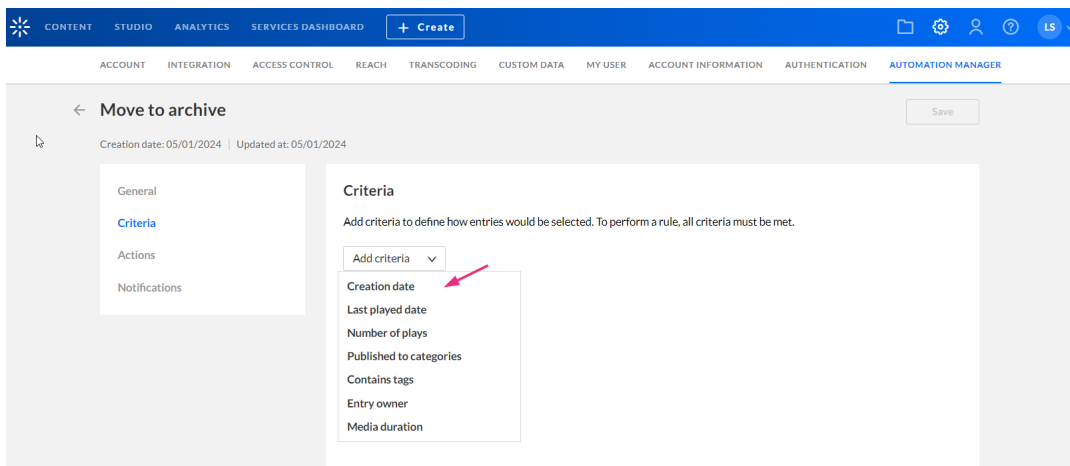 CONTENT STUDIO ANALYTICS SERVICES DASHBOARD + Create LS
ACCOUNT INTEGRATION ACCESS CONTROL REACH TRANSCODING CUSTOM DATA MY USER ACCOUNT INFORMATION AUTHENTICATION AUTOMATION MANAGER
Move to archive Save
Creation date: 05/01/2024 | Updated at: 05/01/2024
General
Criteria
Actions
Notifications
Criteria
Add criteria to define how entries would be selected. To perform a rule, all criteria must be met.
Add criteria
Creation date
Last played date
Number of plays
Published to categories
Contains tags
Entry owner
Media duration